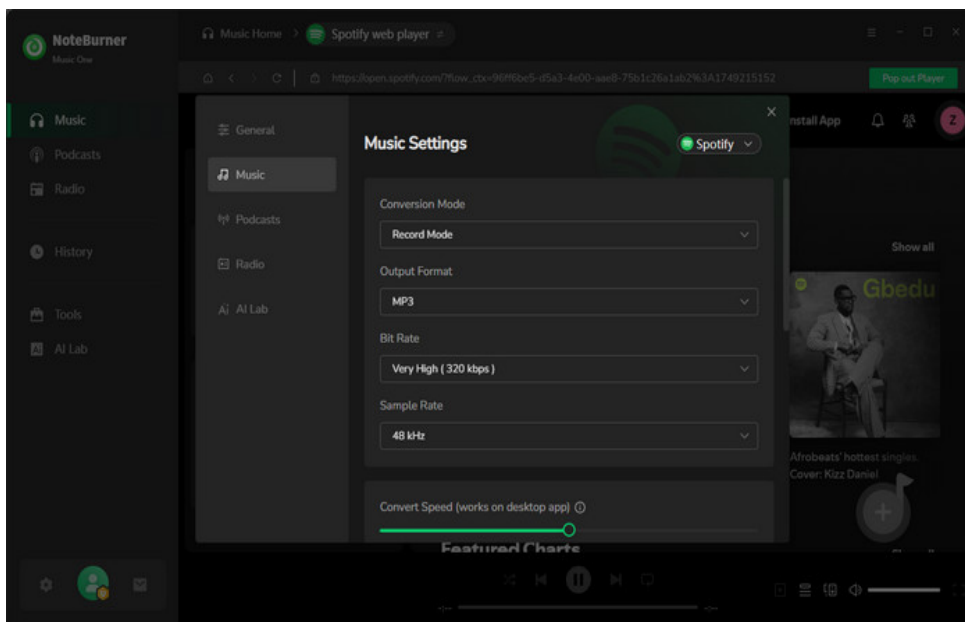 NoteBurner
Music One
Music Home > Spotify web player
https://open.spotify.com/?flow_ctx=96ff6be5-d5a3-4e00-aae8-75b1c26a1ab2%3A1749215152
Pop out Player
Music
Podcasts
Radio
History
Tools
AI Lab
General
Music
Podcasts
Radio
AI Lab
Music Settings
Spotify
Conversion Mode
Record Mode
Output Format
MP3
Bit Rate
Very High ( 320 kbps )
Sample Rate
48 kHz
Convert Speed (works on desktop app)
nstall App
Z
Show all
Gbedu
Afrobeats' hottest singles.
Cover: Kizz Daniel
Featured Charts